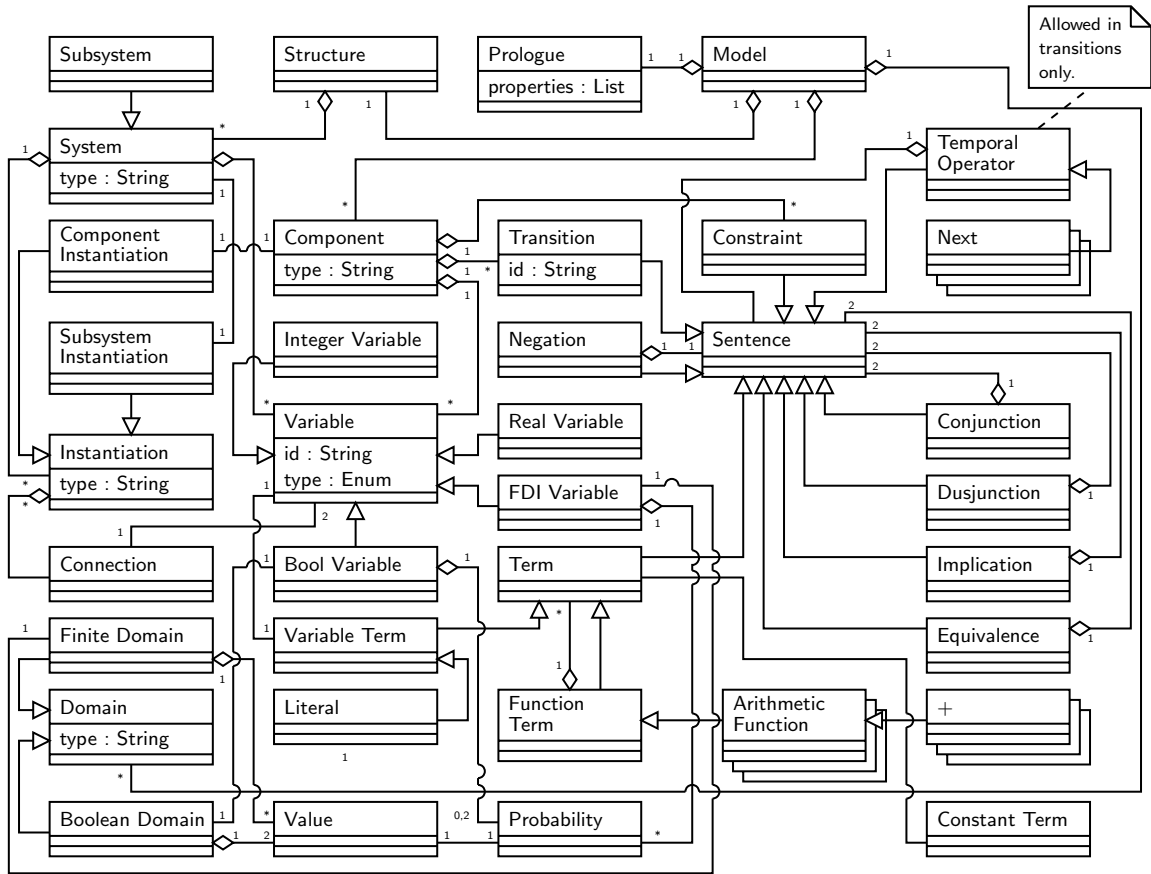 Allowed in
transitions
only.
Subsystem
Structure
Prologue
properties : List
1
1
Model
1
1
1
1
1
*
System
type : String
1
1
Temporal
Operator
1
Component
Instantiation
1
1
*
Component
type : String
1
1
1
Transition
id : String
*
*
Constraint
Next
Subsystem
Instantiation
1
Integer Variable
Negation
1
1
Sentence
2
2
2
2
Instantiation
type : String
*
*
Variable
id : String
type : Enum
*
*
1
2
Real Variable
Conjunction
1
FDI Variable
1
1
Dusjunction
1
Connection
1
Bool Variable
1
1
Term
*
Implication
1
Finite Domain
1
1
Variable Term
1
1
Equivalence
1
Domain
type : String
*
Literal
1
Function
Term
Arithmetic
Function
+
Boolean Domain
1
1
Value
*
2
1
Probability
0,2
1
*
Constant Term